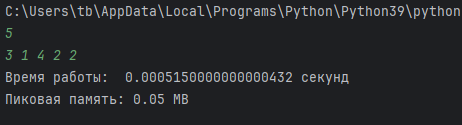 C:\Users\tb\AppData\Local\Programs\Python\Python39\python
5
3 1 4 2 2
Время работы:  0.0005150000000000432 секунд
Пиковая память: 0.05 MB